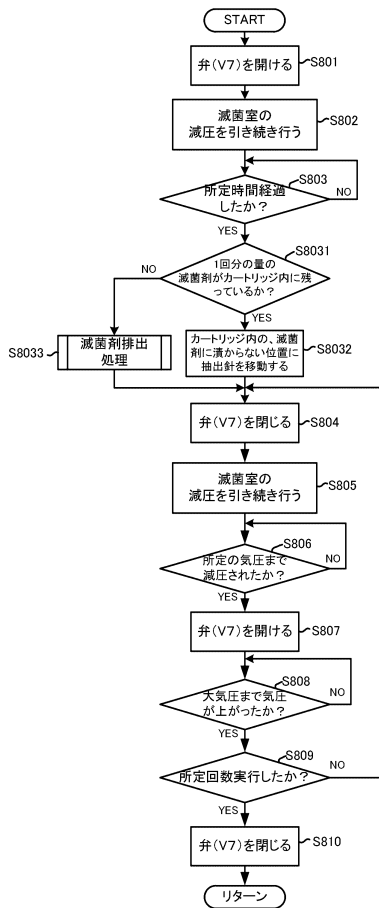 START
弁(V7)を開ける
S801
滅菌室の
減圧を引き続き行う
S802
所定時間経過
したか?
S803
NO
YES
1回分の量の
滅菌剤がカートリッジ内に残
っているか?
S8031
NO
YES
滅菌剤排出
処理
S8033
カートリッジ内の、滅菌
剤に漬からない位置に
抽出針を移動する
S8032
弁(V7)を閉じる
S804
滅菌室の
減圧を引き続き行う
S805
所定の気圧まで
減圧されたか?
S806
NO
YES
弁(V7)を開ける
S807
大気圧まで気圧
が上がったか?
S808
NO
YES
所定回数実行したか?
S809
NO
YES
弁(V7)を閉じる
S810
リターン